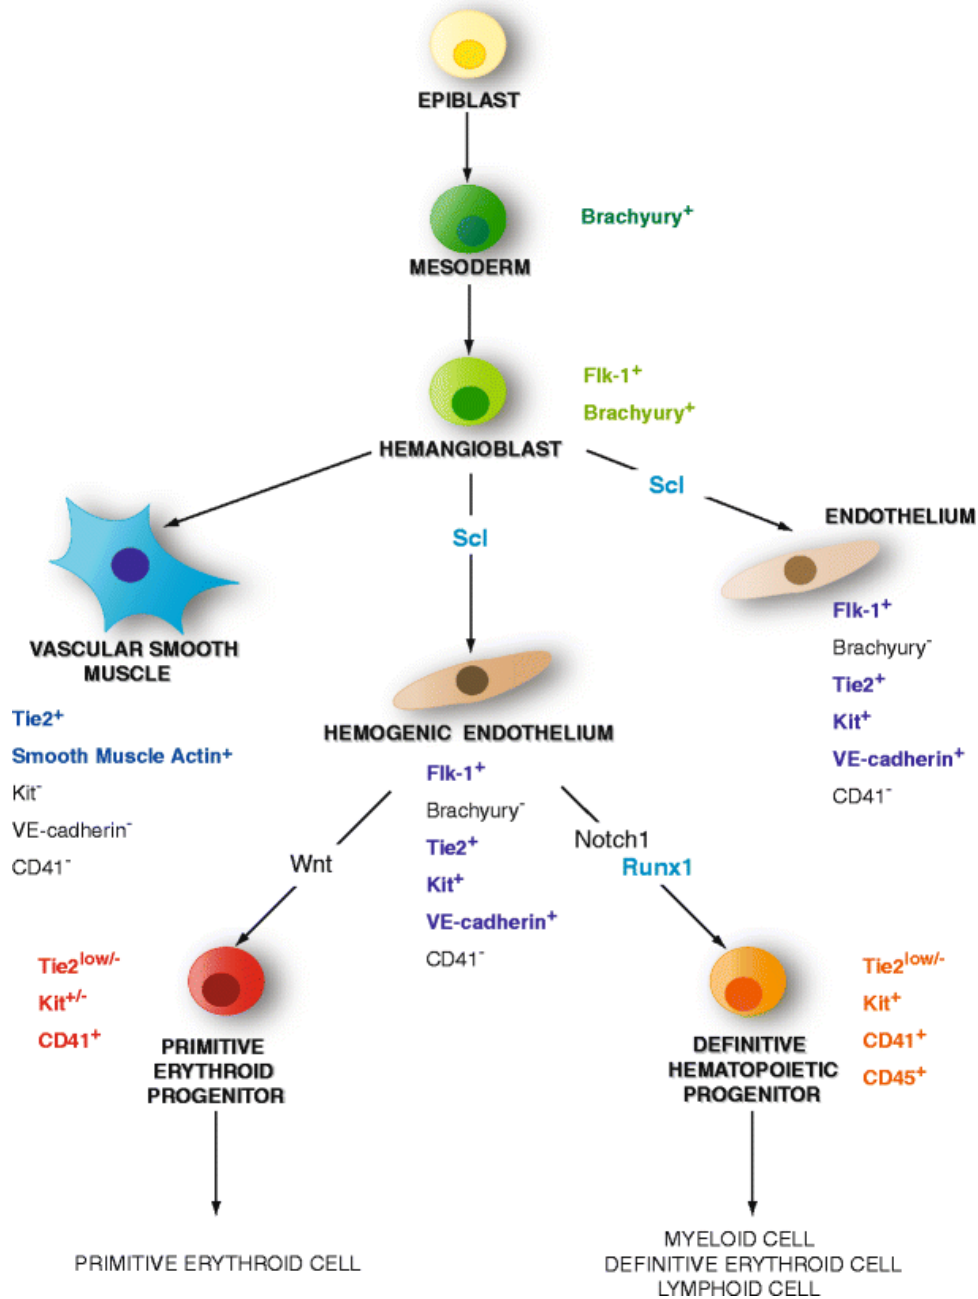 EPIBLAST
MESODERM
Brachyury⁺
HEMANGIOBLAST
Flk-1⁺
Brachyury⁺
Scl
Scl
ENDOTHELIUM
Flk-1⁺
Brachyury⁻
Tie2⁺
Kit⁺
VE-cadherin⁺
CD41⁻
VASCULAR SMOOTH
MUSCLE
Tie2⁺
Smooth Muscle Actin+
Kit⁻
VE-cadherin⁻
CD41⁻
HEMOGENIC ENDOTHELIUM
Flk-1⁺
Brachyury⁻
Tie2⁺
Kit⁺
VE-cadherin⁺
CD41⁻
Wnt
Notch1
Runx1
Tie2low/-
Kit+/-
CD41⁺
PRIMITIVE
ERYTHROID
PROGENITOR
DEFINITIVE
HEMATOPOIETIC
PROGENITOR
Tie2low/-
Kit⁺
CD41⁺
CD45⁺
PRIMITIVE ERYTHROID CELL
MYELOID CELL
DEFINITIVE ERYTHROID CELL
LYMPHOID CELL